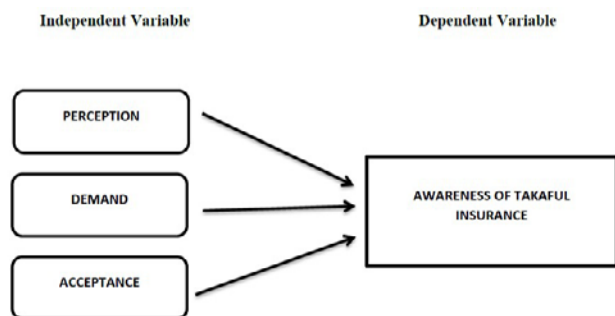 Independent Variable
Dependent Variable
PERCEPTION
DEMAND
ACCEPTANCE
AWARENESS OF TAKAFUL
INSURANCE